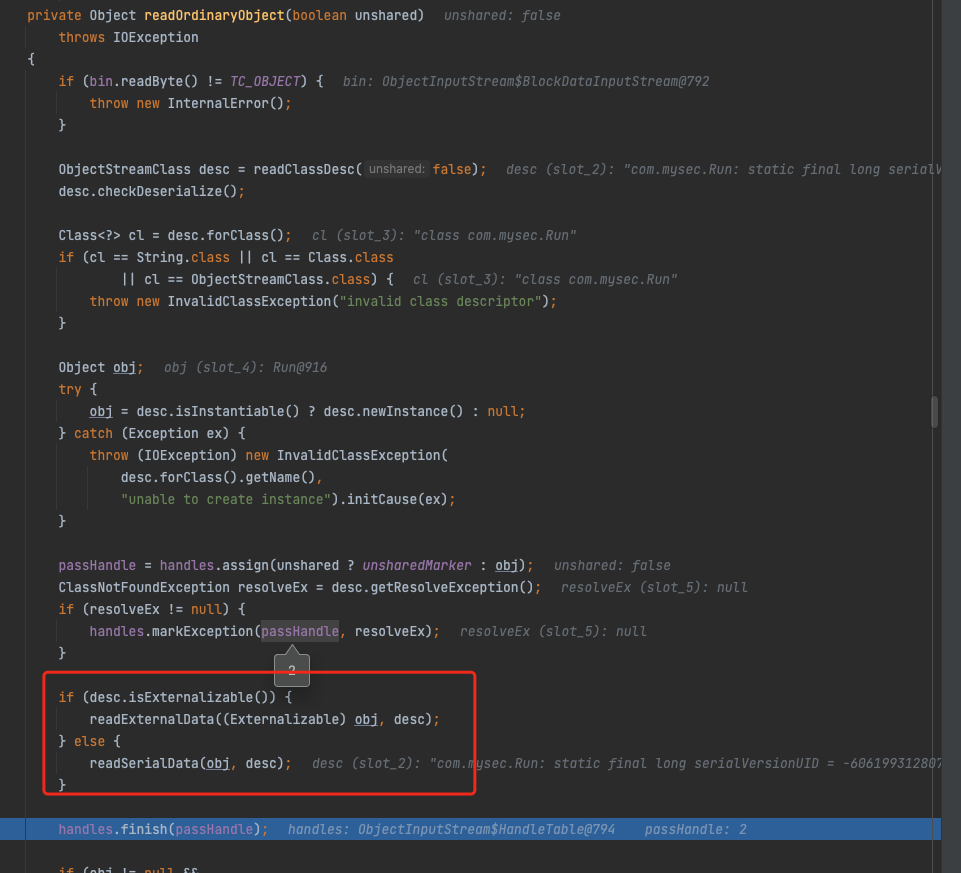 private Object readOrdinaryObject(boolean unshared)   unshared: false
    throws IOException
{
    if (bin.readByte() != TC_OBJECT) {   bin: ObjectInputStream$BlockDataInputStream@792
        throw new InternalError();
    }

    ObjectStreamClass desc = readClassDesc( unshared: false);   desc (slot_2): "com.mysec.Run: static final long serialV
    desc.checkDeserialize();

    Class<?> cl = desc.forClass();   cl (slot_3): "class com.mysec.Run"
    if (cl == String.class || cl == Class.class
            || cl == ObjectStreamClass.class) {   cl (slot_3): "class com.mysec.Run"
        throw new InvalidClassException("invalid class descriptor");
    }

    Object obj;   obj (slot_4): Run@916
    try {
        obj = desc.isInstantiable() ? desc.newInstance() : null;
    } catch (Exception ex) {
        throw (IOException) new InvalidClassException(
            desc.forClass().getName(),
            "unable to create instance").initCause(ex);
    }

    passHandle = handles.assign(unshared ? unsharedMarker : obj);   unshared: false
    ClassNotFoundException resolveEx = desc.getResolveException();   resolveEx (slot_5): null
    if (resolveEx != null) {
        handles.markException(passHandle, resolveEx);   resolveEx (slot_5): null
    }
2

    if (desc.isExternalizable()) {
        readExternalData((Externalizable) obj, desc);
    } else {
        readSerialData(obj, desc);   desc (slot_2): "com.mysec.Run: static final long serialVersionUID = -606199312807
    }

    handles.finish(passHandle);   handles: ObjectInputStream$HandleTable@794    passHandle: 2

    if (obj != null &&